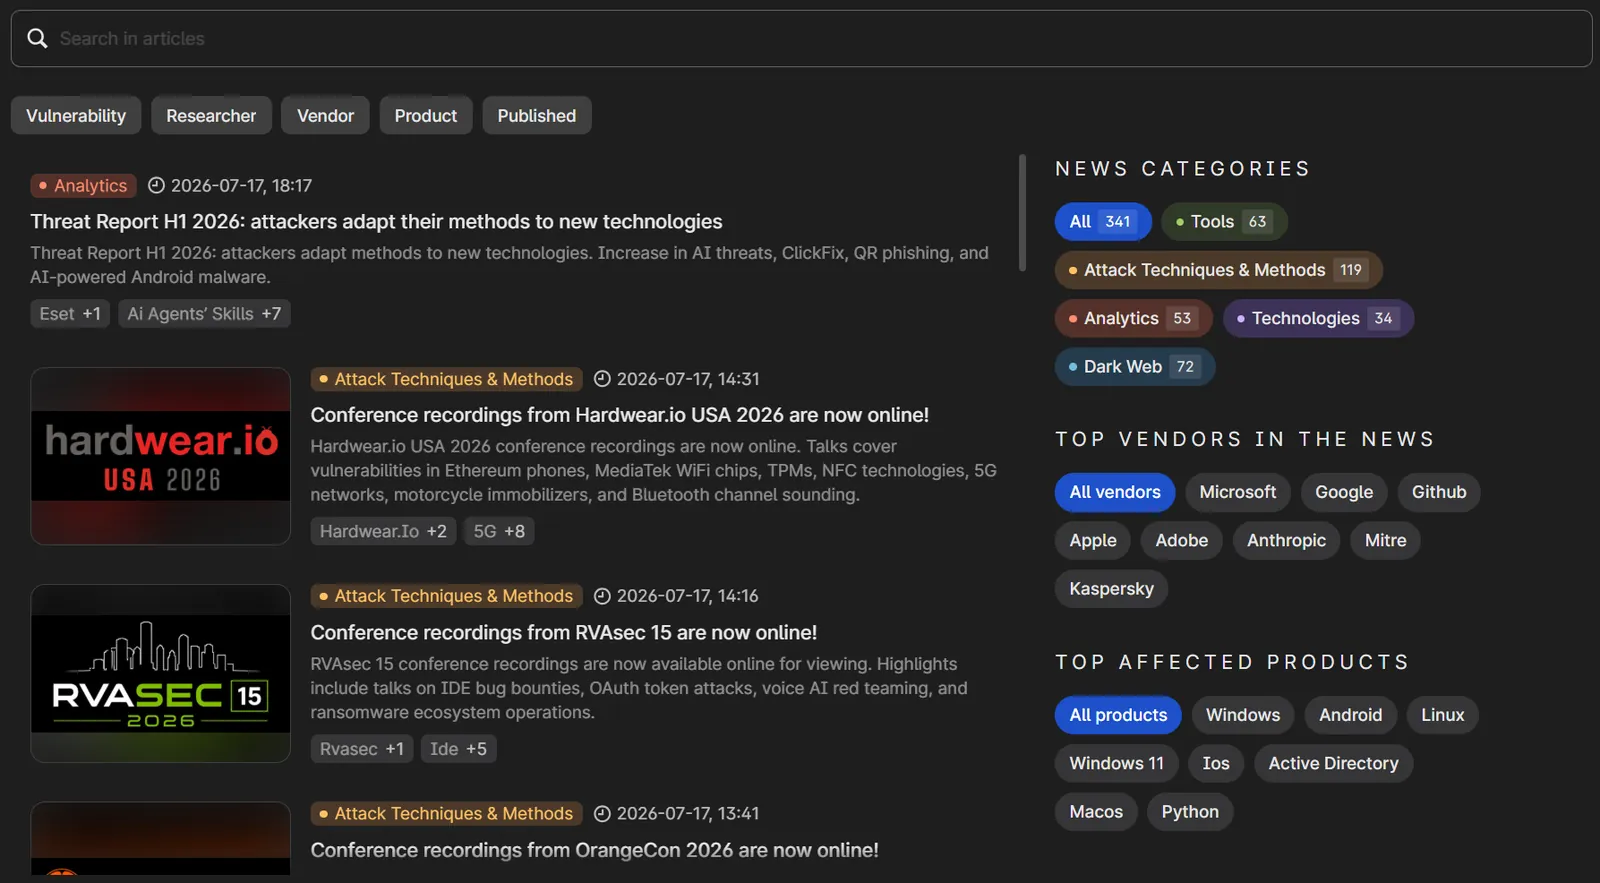 Search in articles
Vulnerability
Researcher
Vendor
Product
Published
Analytics 2026-07-17, 18:17
Threat Report H1 2026: attackers adapt their methods to new technologies
Threat Report H1 2026: attackers adapt methods to new technologies. Increase in AI threats, ClickFix, QR phishing, and
AI-powered Android malware.
Eset +1 Ai Agents’ Skills +7
hardwear.io
USA 2026
Attack Techniques & Methods 2026-07-17, 14:31
Conference recordings from Hardwear.io USA 2026 are now online!
Hardwear.io USA 2026 conference recordings are now online. Talks cover
vulnerabilities in Ethereum phones, MediaTek WiFi chips, TPMs, NFC technologies, 5G
networks, motorcycle immobilizers, and Bluetooth channel sounding.
Hardwear.Io +2 5G +8
RVASEC 15
2026
Attack Techniques & Methods 2026-07-17, 14:16
Conference recordings from RVAsec 15 are now online!
RVAsec 15 conference recordings are now available online for viewing. Highlights
include talks on IDE bug bounties, OAuth token attacks, voice AI red teaming, and
ransomware ecosystem operations.
Rvasec +1 Ide +5
Attack Techniques & Methods 2026-07-17, 13:41
Conference recordings from OrangeCon 2026 are now online!
NEWS CATEGORIES
All 341 Tools 63
Attack Techniques & Methods 119
Analytics 53 Technologies 34
Dark Web 72
TOP VENDORS IN THE NEWS
All vendors Microsoft Google Github
Apple Adobe Anthropic Mitre
Kaspersky
TOP AFFECTED PRODUCTS
All products Windows Android Linux
Windows 11 Ios Active Directory
Macos Python